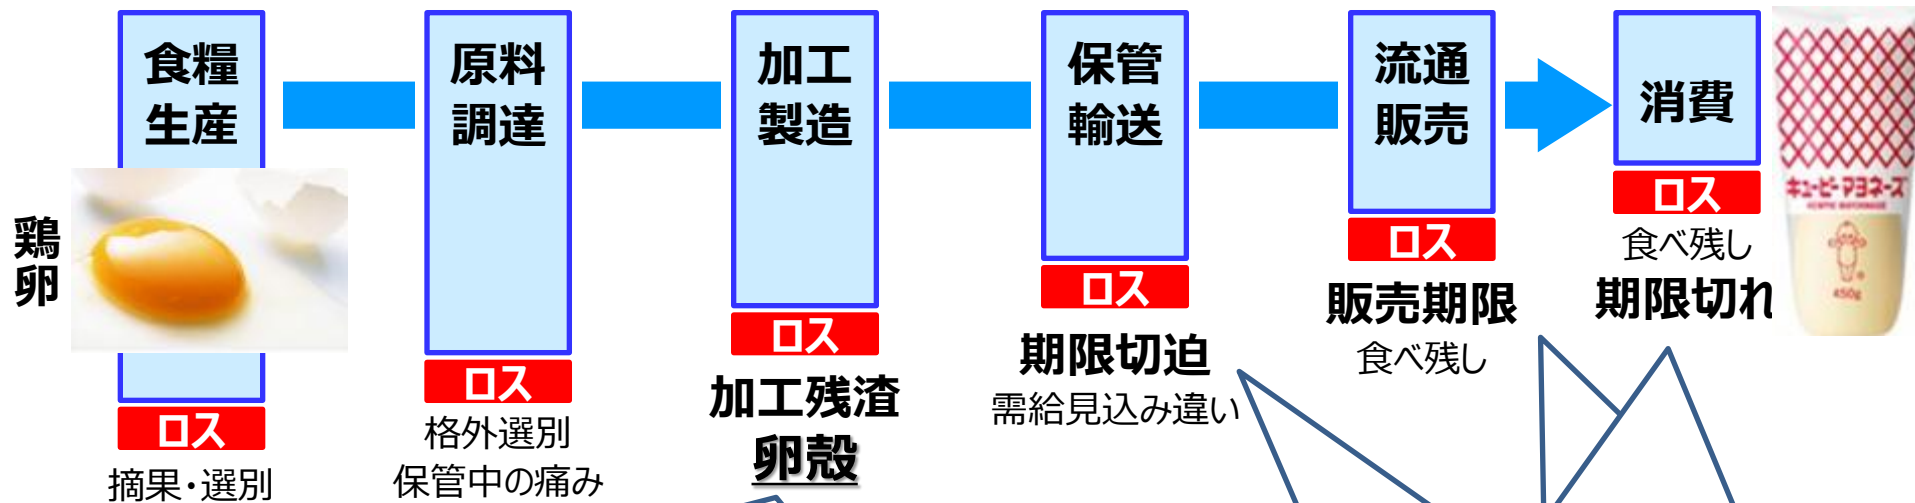 食糧
生産
原料
調達
加工
製造
保管
輸送
流通
販売
消費
鶏
卵
ロス
摘果・選別
ロス
格外選別
保管中の痛み
ロス
加工残渣
卵殻
ロス
期限切迫
需給見込み違い
ロス
販売期限
食べ残し
ロス
食べ残し
期限切れ
キューピーマヨネーズ
450g